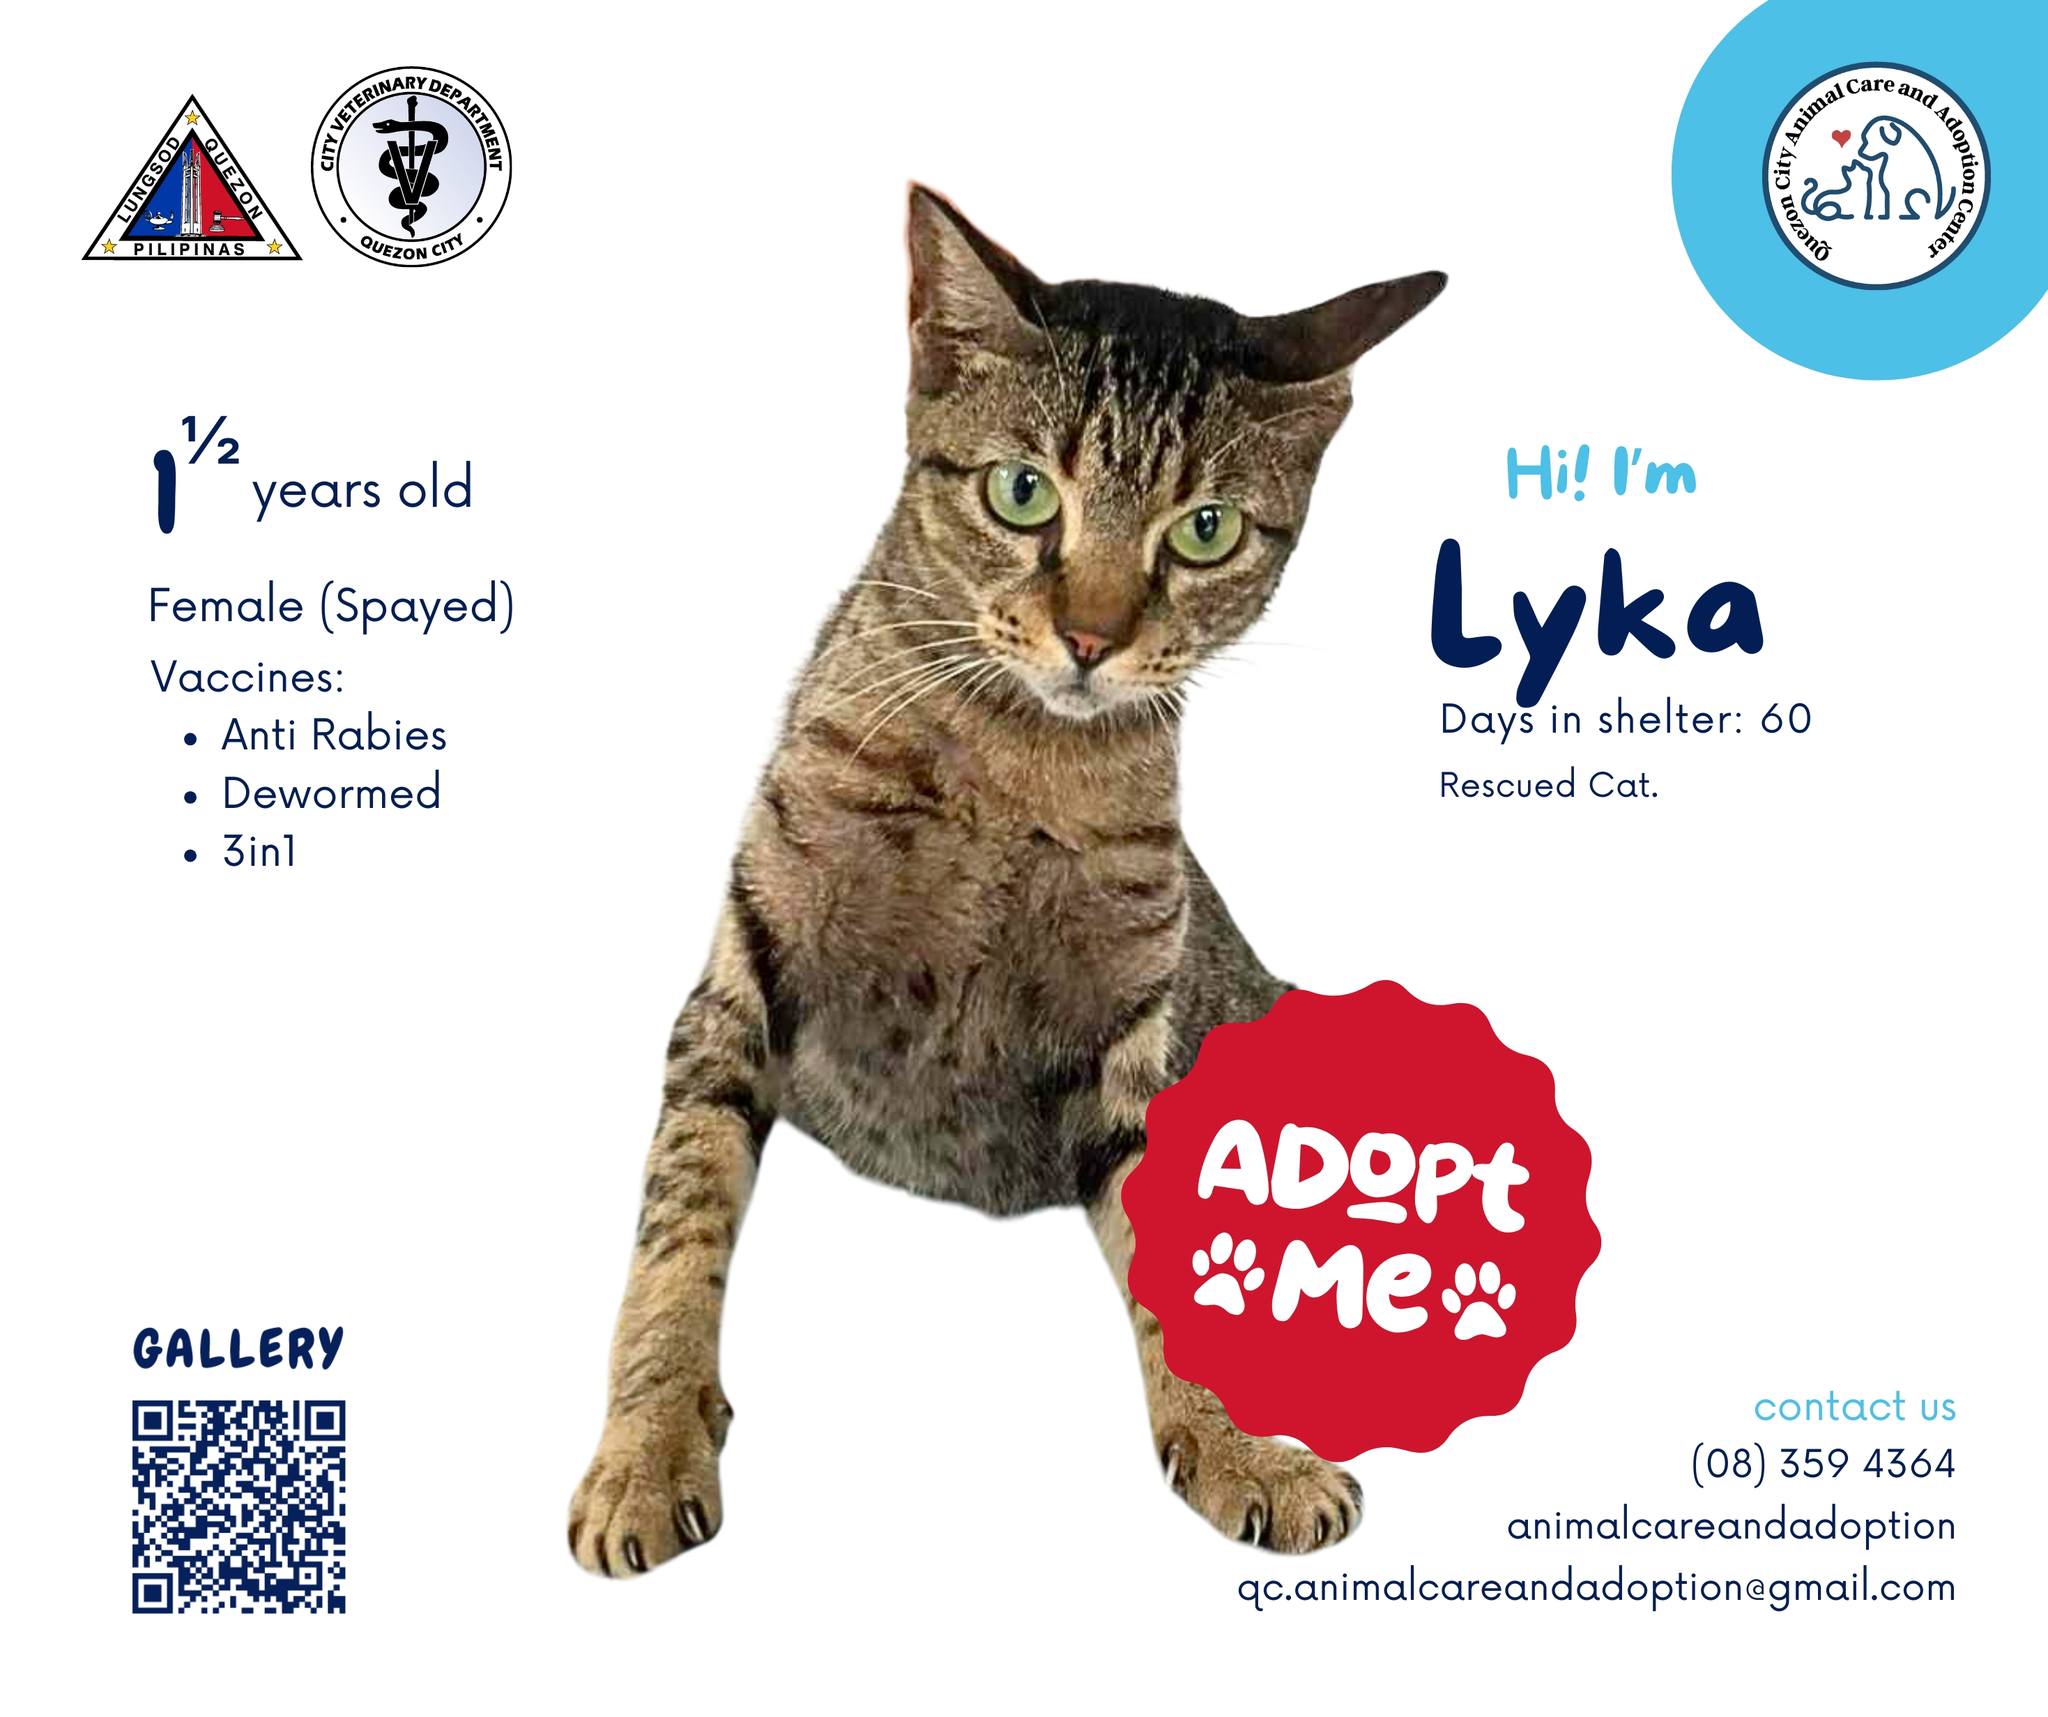 LUNGSOD QUEZON
PILIPINAS
CITY VETERINARY DEPARTMENT
QUEZON CITY
Quezon City Animal Care and Adoption Center
1½ years old
Female (Spayed)
Vaccines:
• Anti Rabies
• Dewormed
• 3in1
Hi! I'm
Lyka
Days in shelter: 60
Rescued Cat.
ADOPT
Me
GALLERY
contact us
(08) 359 4364
animalcareandadoption
qc.animalcareandadoption@gmail.com